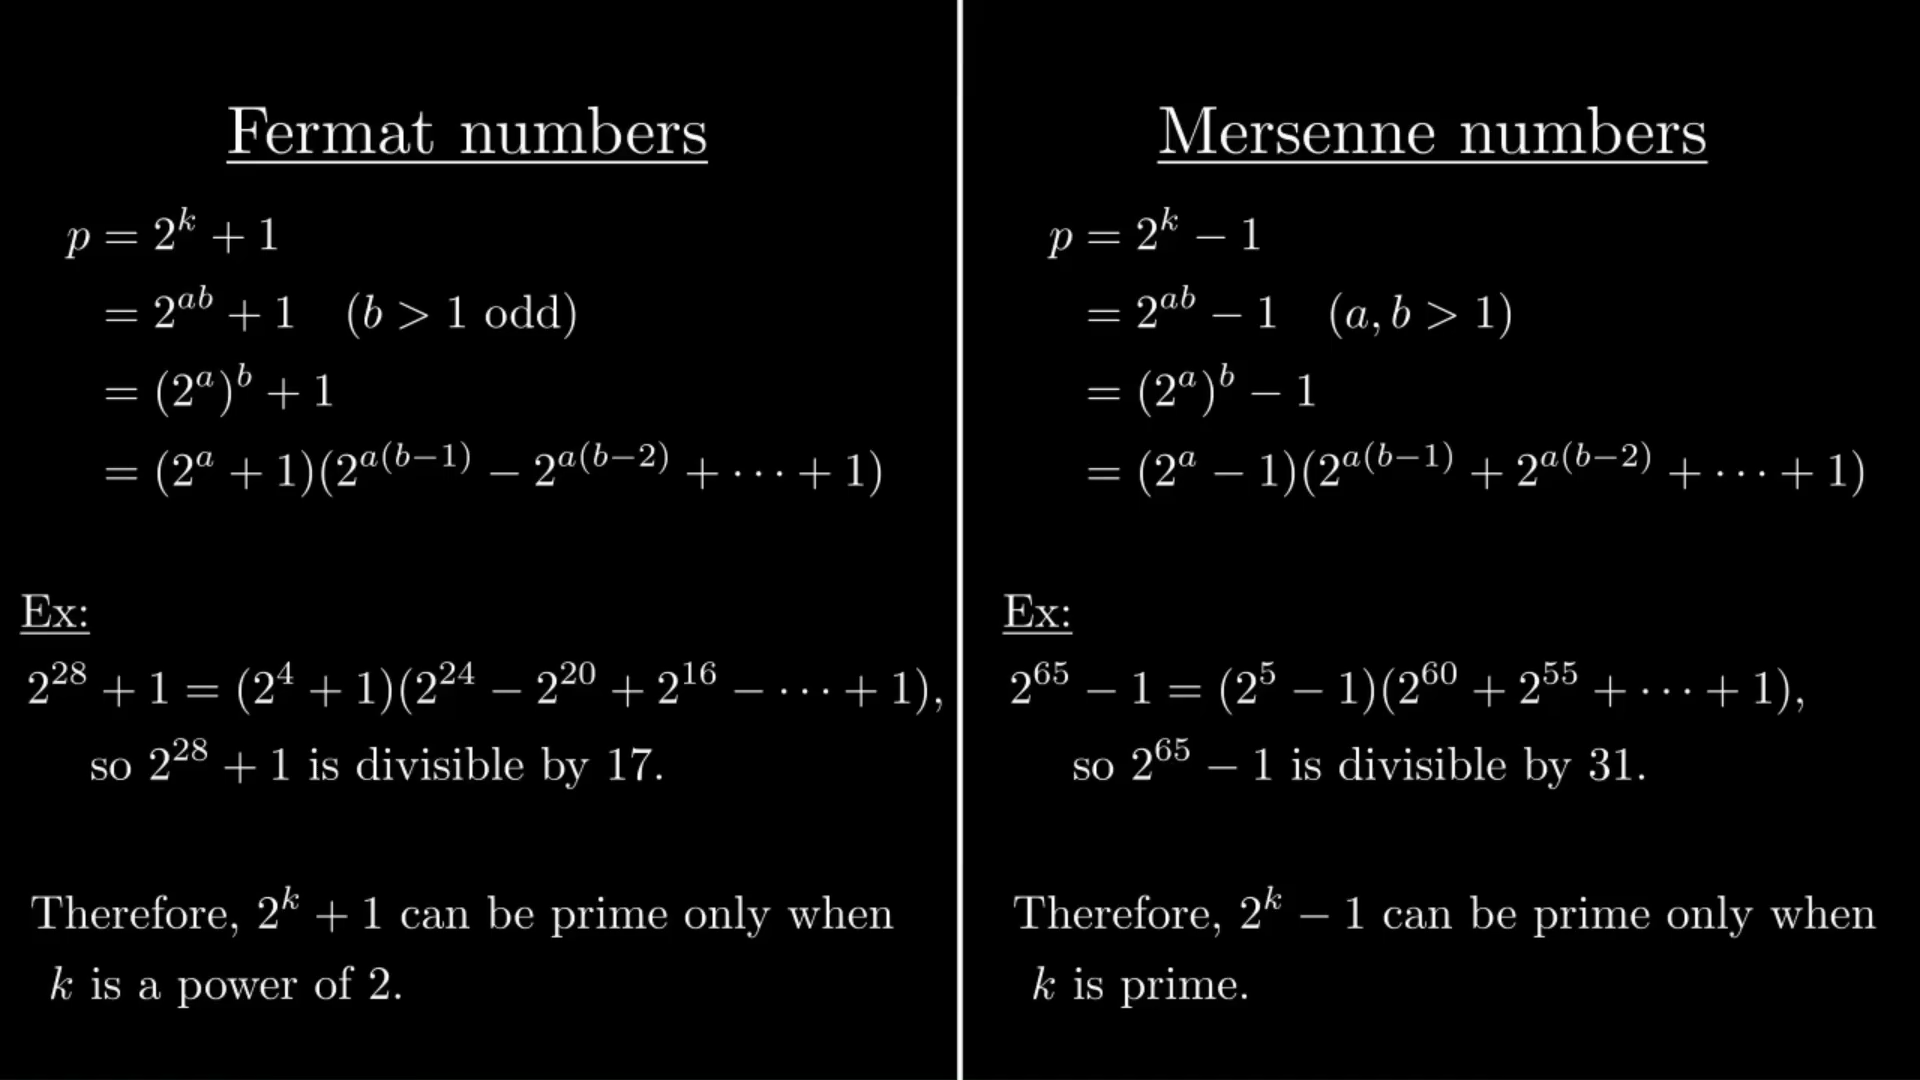 Fermat numbers
p = 2^k + 1
= 2^{ab} + 1 (b > 1 odd)
= (2^a)^b + 1
= (2^a + 1)(2^{a(b−1)} − 2^{a(b−2)} + ··· + 1)
Ex:
2^{28} + 1 = (2^4 + 1)(2^{24} − 2^{20} + 2^{16} − ··· + 1),
so 2^{28} + 1 is divisible by 17.
Therefore, 2^k + 1 can be prime only when
k is a power of 2.
Mersenne numbers
p = 2^k − 1
= 2^{ab} − 1 (a, b > 1)
= (2^a)^b − 1
= (2^a − 1)(2^{a(b−1)} + 2^{a(b−2)} + ··· + 1)
Ex:
2^{65} − 1 = (2^5 − 1)(2^{60} + 2^{55} + ··· + 1),
so 2^{65} − 1 is divisible by 31.
Therefore, 2^k − 1 can be prime only when
k is prime.